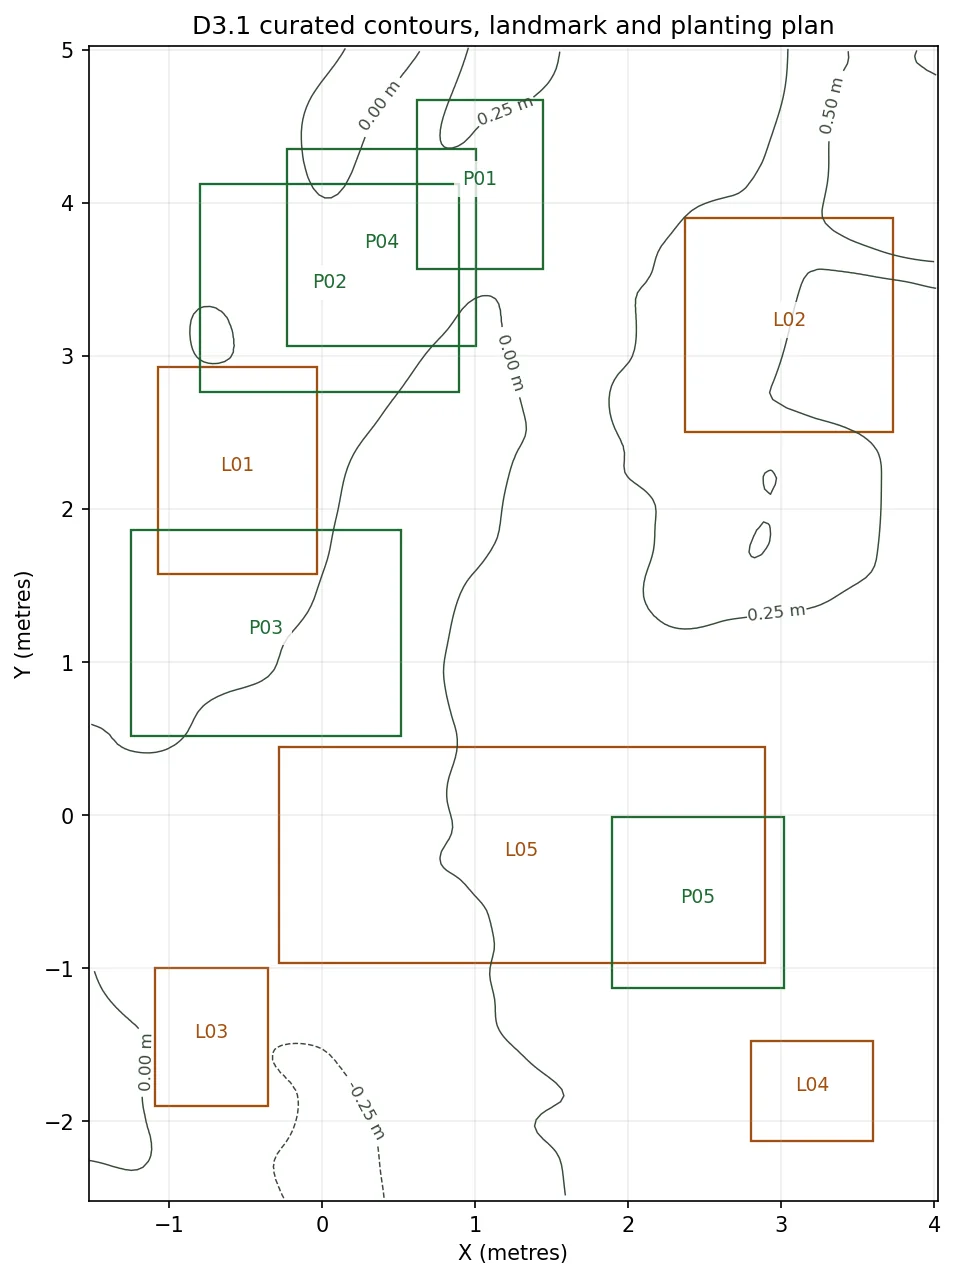 D3.1 curated contours, landmark and planting plan
5
0.00 m
0.25 m
0.50 m
P01
4
P04
P02
L02
3
0.00 m
L01
2
0.25 m
P03
Y (metres)
1
0
L05
P05
−1
L03
0.00 m
L04
-0.25 m
−2
−1
0
1
2
3
4
X (metres)